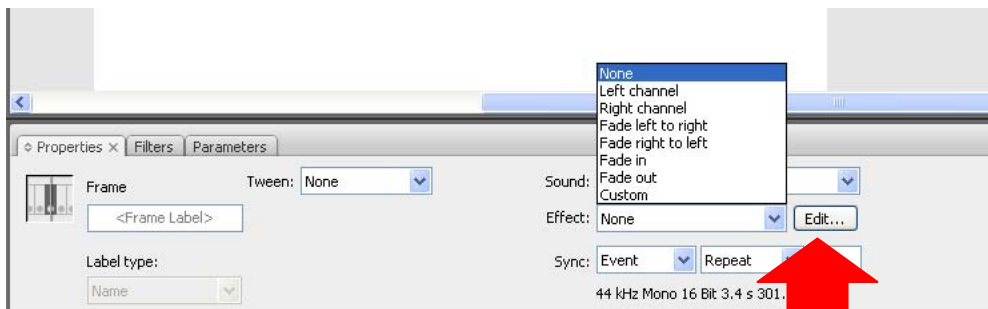 None
Left channel
Right channel
Fade left to right
Fade right to left
Fade in
Fade out
Custom
Properties × Filters Parameters
Frame
Tween: None
Sound:
<Frame Label>
Effect: None Edit...
Label type:
Sync: Event Repeat
Name
44 kHz Mono 16 Bit 3.4 s 301.